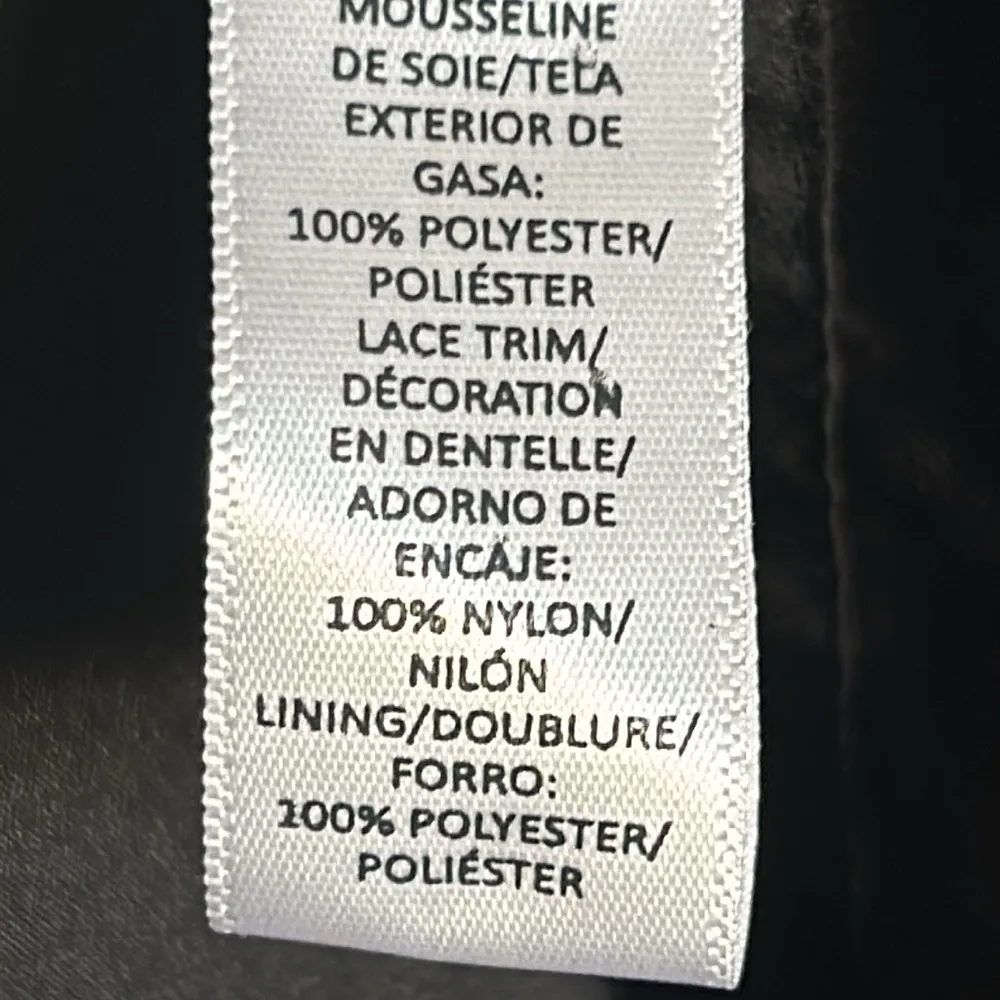 MOUSSELINE
DE SOIE/TELA
EXTERIOR DE
GASA:
100% POLYESTER/
POLIÉSTER
LACE TRIM/
DÉCORATION
EN DENTELLE/
ADORNO DE
ENCAJE:
100% NYLON/
NILÓN
LINING/DOUBLURE/
FORRO:
100% POLYESTER/
POLIÉSTER